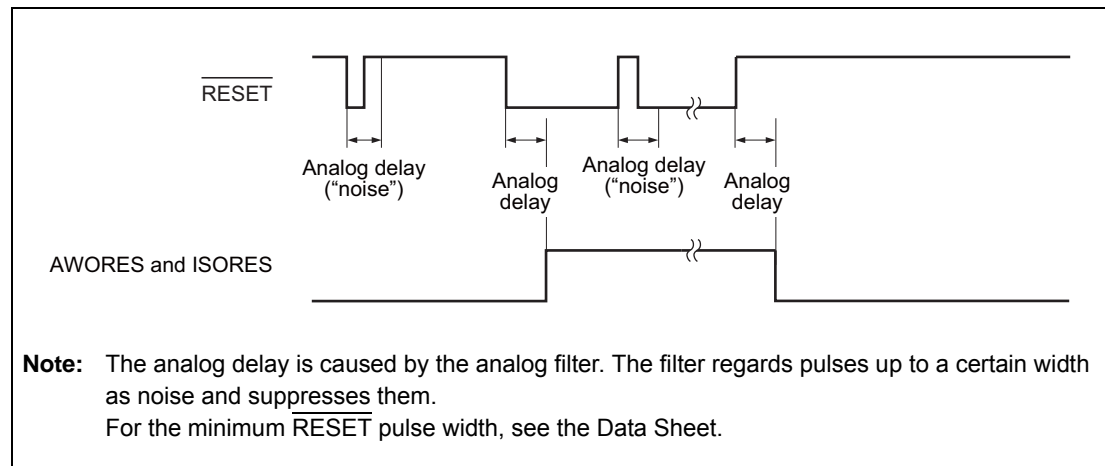 RESET
Analog delay
(“noise”)
Analog
delay
Analog delay
(“noise”)
Analog
delay
AWORES and ISORES
Note: The analog delay is caused by the analog filter. The filter regards pulses up to a certain width
as noise and suppresses them.
For the minimum RESET pulse width, see the Data Sheet.